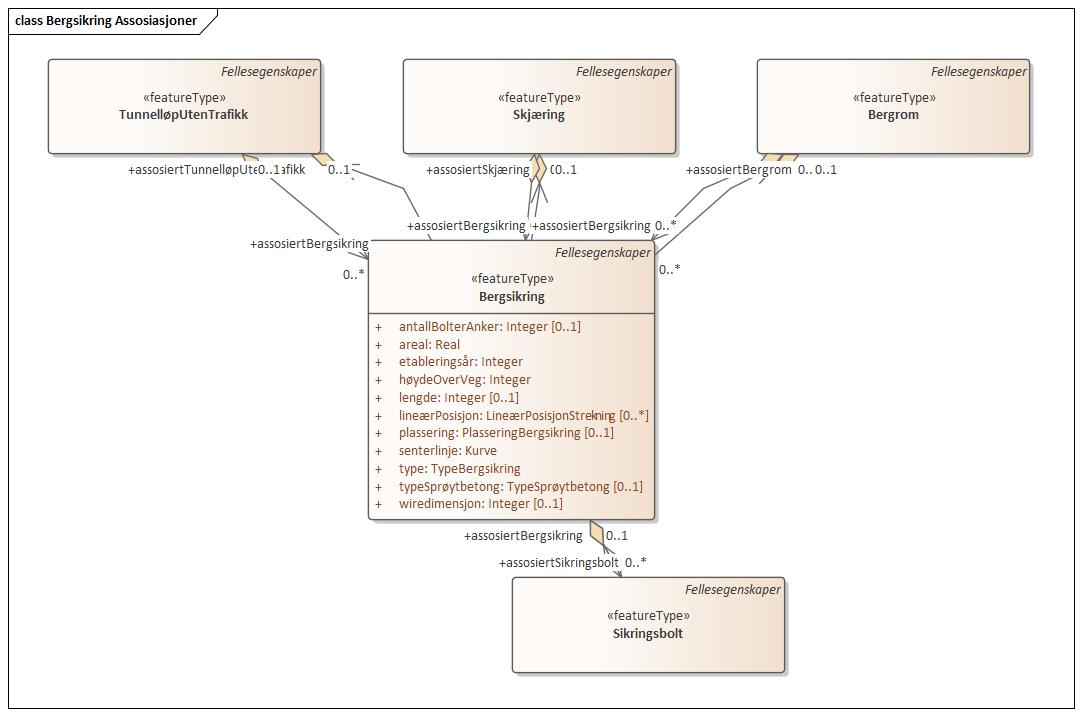 class Bergsikring Assosiasjoner
Fellesegenskaper
«featureType»
TunnelløpUtenTrafikk
Fellesegenskaper
«featureType»
Skjæring
Fellesegenskaper
«featureType»
Bergrom
0..1
0..1
+assosiertSkjæring
0..1
+assosiertBergrom
0..1
+assosiertBergsikring
+assosiertBergsikring 0..*
+assosiertBergsikring
0..*
0..*
Fellesegenskaper
«featureType»
Bergsikring
+ antallBolterAnker: Integer [0..1]
+ areal: Real
+ etableringsår: Integer
+ høydeOverVeg: Integer
+ lengde: Integer [0..1]
+ lineærPosisjon: LineærPosisjonStrekning [0..*]
+ plassering: PlasseringBergsikring [0..1]
+ senterlinje: Kurve
+ type: TypeBergsikring
+ typeSprøytbetong: TypeSprøytbetong [0..1]
+ wiredimensjon: Integer [0..1]
+assosiertBergsikring
0..1
+assosiertSikringsbolt 0..*
Fellesegenskaper
«featureType»
Sikringsbolt